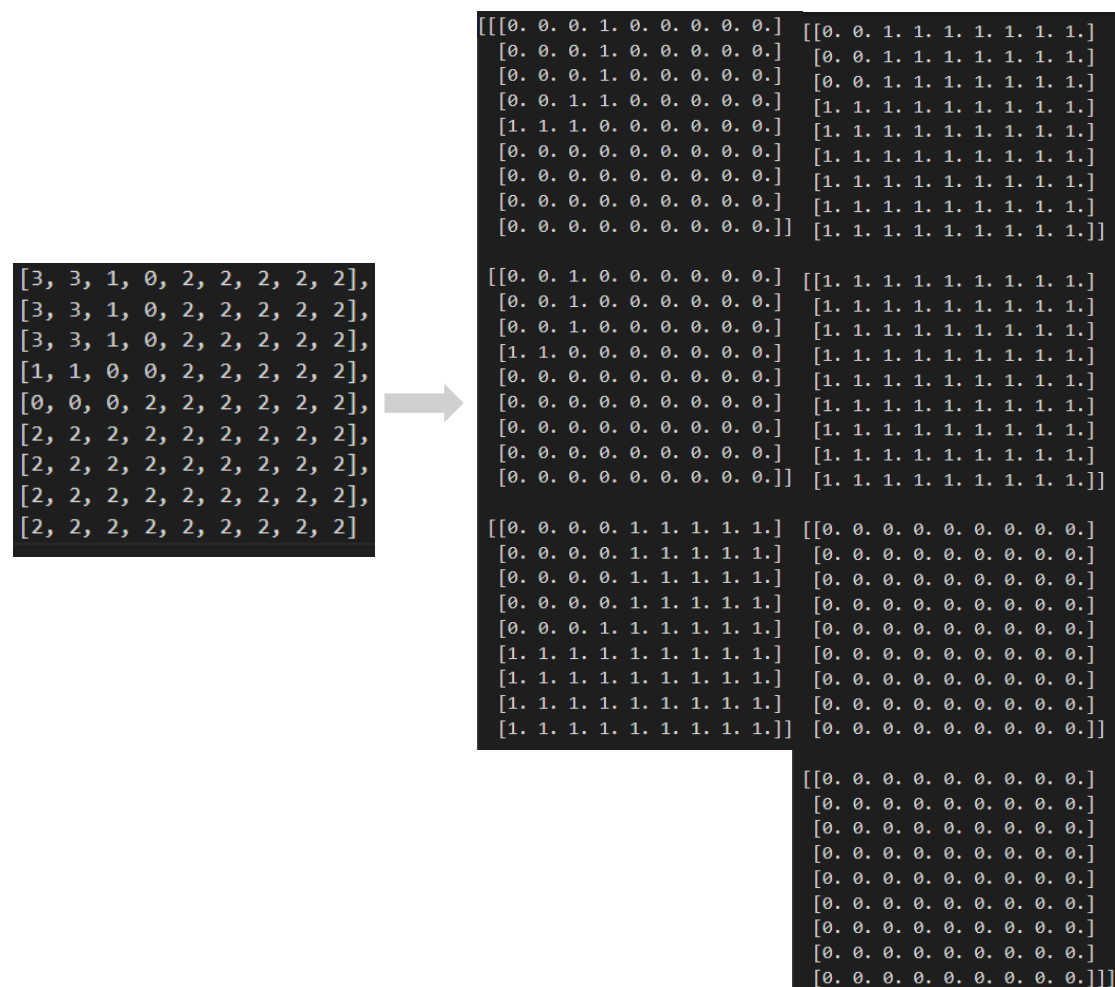 [3, 3, 1, 0, 2, 2, 2, 2, 2],
[3, 3, 1, 0, 2, 2, 2, 2, 2],
[3, 3, 1, 0, 2, 2, 2, 2, 2],
[1, 1, 0, 0, 2, 2, 2, 2, 2],
[0, 0, 0, 2, 2, 2, 2, 2, 2],
[2, 2, 2, 2, 2, 2, 2, 2, 2],
[2, 2, 2, 2, 2, 2, 2, 2, 2],
[2, 2, 2, 2, 2, 2, 2, 2, 2],
[2, 2, 2, 2, 2, 2, 2, 2, 2]
[[[0. 0. 0. 1. 0. 0. 0. 0. 0.]
[0. 0. 0. 1. 0. 0. 0. 0. 0.]
[0. 0. 0. 1. 0. 0. 0. 0. 0.]
[0. 0. 1. 1. 0. 0. 0. 0. 0.]
[1. 1. 1. 0. 0. 0. 0. 0. 0.]
[0. 0. 0. 0. 0. 0. 0. 0. 0.]
[0. 0. 0. 0. 0. 0. 0. 0. 0.]
[0. 0. 0. 0. 0. 0. 0. 0. 0.]
[0. 0. 0. 0. 0. 0. 0. 0. 0.]]
[[0. 0. 1. 0. 0. 0. 0. 0. 0.]
[0. 0. 1. 0. 0. 0. 0. 0. 0.]
[0. 0. 1. 0. 0. 0. 0. 0. 0.]
[1. 1. 0. 0. 0. 0. 0. 0. 0.]
[0. 0. 0. 0. 0. 0. 0. 0. 0.]
[0. 0. 0. 0. 0. 0. 0. 0. 0.]
[0. 0. 0. 0. 0. 0. 0. 0. 0.]
[0. 0. 0. 0. 0. 0. 0. 0. 0.]
[0. 0. 0. 0. 0. 0. 0. 0. 0.]]
[[0. 0. 0. 0. 1. 1. 1. 1. 1.]
[0. 0. 0. 0. 1. 1. 1. 1. 1.]
[0. 0. 0. 0. 1. 1. 1. 1. 1.]
[0. 0. 0. 0. 1. 1. 1. 1. 1.]
[0. 0. 0. 1. 1. 1. 1. 1. 1.]
[1. 1. 1. 1. 1. 1. 1. 1. 1.]
[1. 1. 1. 1. 1. 1. 1. 1. 1.]
[1. 1. 1. 1. 1. 1. 1. 1. 1.]
[1. 1. 1. 1. 1. 1. 1. 1. 1.]]
[[0. 0. 1. 1. 1. 1. 1. 1. 1.]
[0. 0. 1. 1. 1. 1. 1. 1. 1.]
[0. 0. 1. 1. 1. 1. 1. 1. 1.]
[1. 1. 1. 1. 1. 1. 1. 1. 1.]
[1. 1. 1. 1. 1. 1. 1. 1. 1.]
[1. 1. 1. 1. 1. 1. 1. 1. 1.]
[1. 1. 1. 1. 1. 1. 1. 1. 1.]
[1. 1. 1. 1. 1. 1. 1. 1. 1.]
[1. 1. 1. 1. 1. 1. 1. 1. 1.]]
[[1. 1. 1. 1. 1. 1. 1. 1. 1.]
[1. 1. 1. 1. 1. 1. 1. 1. 1.]
[1. 1. 1. 1. 1. 1. 1. 1. 1.]
[1. 1. 1. 1. 1. 1. 1. 1. 1.]
[1. 1. 1. 1. 1. 1. 1. 1. 1.]
[1. 1. 1. 1. 1. 1. 1. 1. 1.]
[1. 1. 1. 1. 1. 1. 1. 1. 1.]
[1. 1. 1. 1. 1. 1. 1. 1. 1.]
[1. 1. 1. 1. 1. 1. 1. 1. 1.]]
[[0. 0. 0. 0. 0. 0. 0. 0. 0.]
[0. 0. 0. 0. 0. 0. 0. 0. 0.]
[0. 0. 0. 0. 0. 0. 0. 0. 0.]
[0. 0. 0. 0. 0. 0. 0. 0. 0.]
[0. 0. 0. 0. 0. 0. 0. 0. 0.]
[0. 0. 0. 0. 0. 0. 0. 0. 0.]
[0. 0. 0. 0. 0. 0. 0. 0. 0.]
[0. 0. 0. 0. 0. 0. 0. 0. 0.]
[0. 0. 0. 0. 0. 0. 0. 0. 0.]]
[[0. 0. 0. 0. 0. 0. 0. 0. 0.]
[0. 0. 0. 0. 0. 0. 0. 0. 0.]
[0. 0. 0. 0. 0. 0. 0. 0. 0.]
[0. 0. 0. 0. 0. 0. 0. 0. 0.]
[0. 0. 0. 0. 0. 0. 0. 0. 0.]
[0. 0. 0. 0. 0. 0. 0. 0. 0.]
[0. 0. 0. 0. 0. 0. 0. 0. 0.]
[0. 0. 0. 0. 0. 0. 0. 0. 0.]
[0. 0. 0. 0. 0. 0. 0. 0. 0.]]]